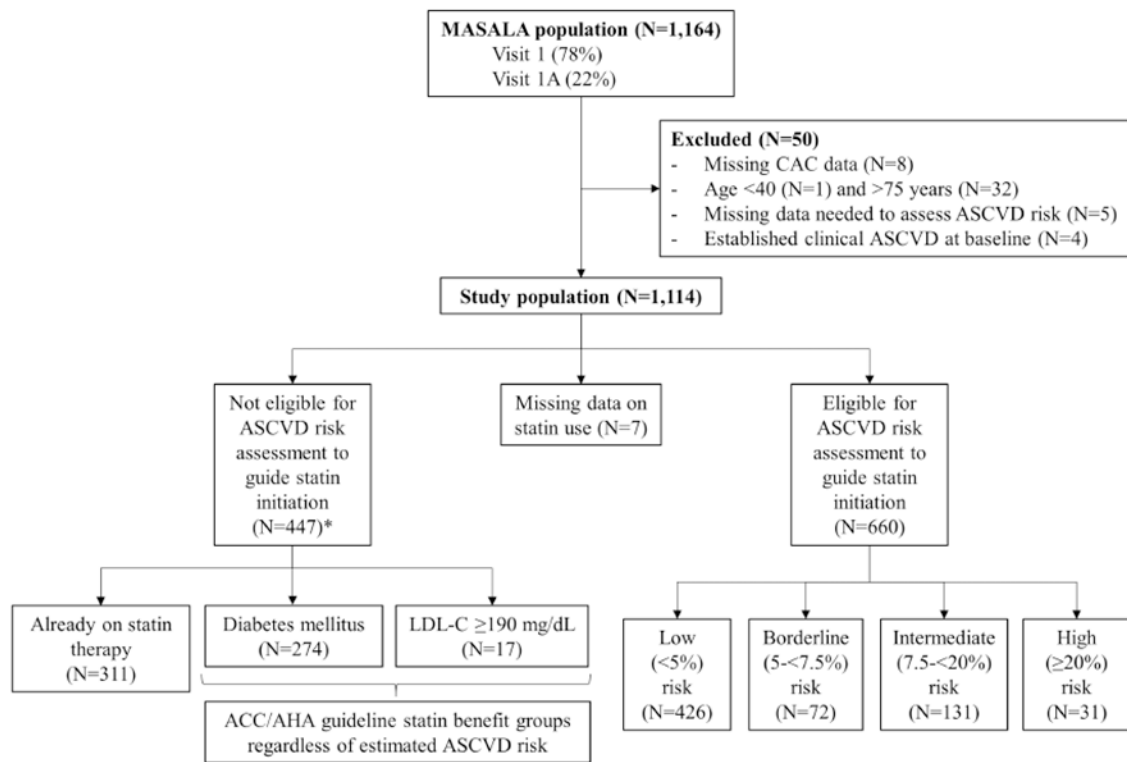 MASALA population (N=1,164)
Visit 1 (78%)
Visit 1A (22%)
Excluded (N=50)
- Missing CAC data (N=8)
- Age <40 (N=1) and >75 years (N=32)
- Missing data needed to assess ASCVD risk (N=5)
- Established clinical ASCVD at baseline (N=4)
Study population (N=1,114)
Not eligible for
ASCVD risk
assessment to
guide statin
initiation
(N=447)*
Missing data on
statin use (N=7)
Eligible for
ASCVD risk
assessment to
guide statin
initiation
(N=660)
Already on statin
therapy
(N=311)
Diabetes mellitus
(N=274)
LDL-C ≥190 mg/dL
(N=17)
ACC/AHA guideline statin benefit groups
regardless of estimated ASCVD risk
Low
(<5%)
risk
(N=426)
Borderline
(5-<7.5%)
risk
(N=72)
Intermediate
(7.5-<20%)
risk
(N=131)
High
(≥20%)
risk
(N=31)